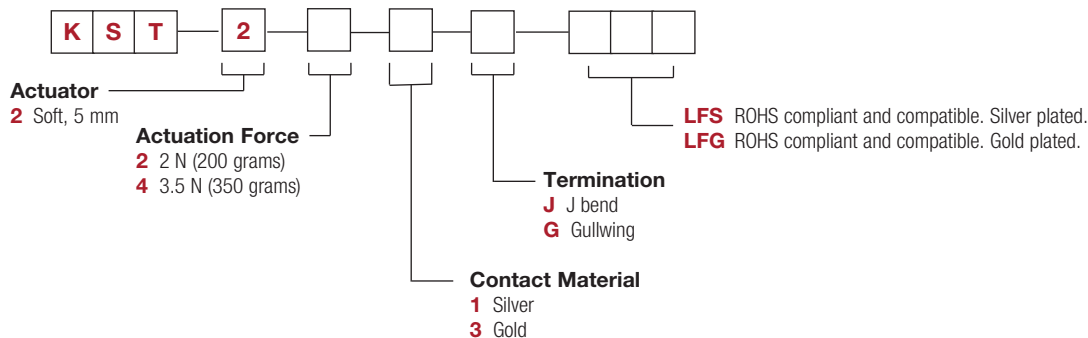 K S T 2
Actuator
2 Soft, 5 mm
Actuation Force
2 2 N (200 grams)
4 3.5 N (350 grams)
LFS ROHS compliant and compatible. Silver plated.
LFG ROHS compliant and compatible. Gold plated.
Termination
J J bend
G Gullwing
Contact Material
1 Silver
3 Gold